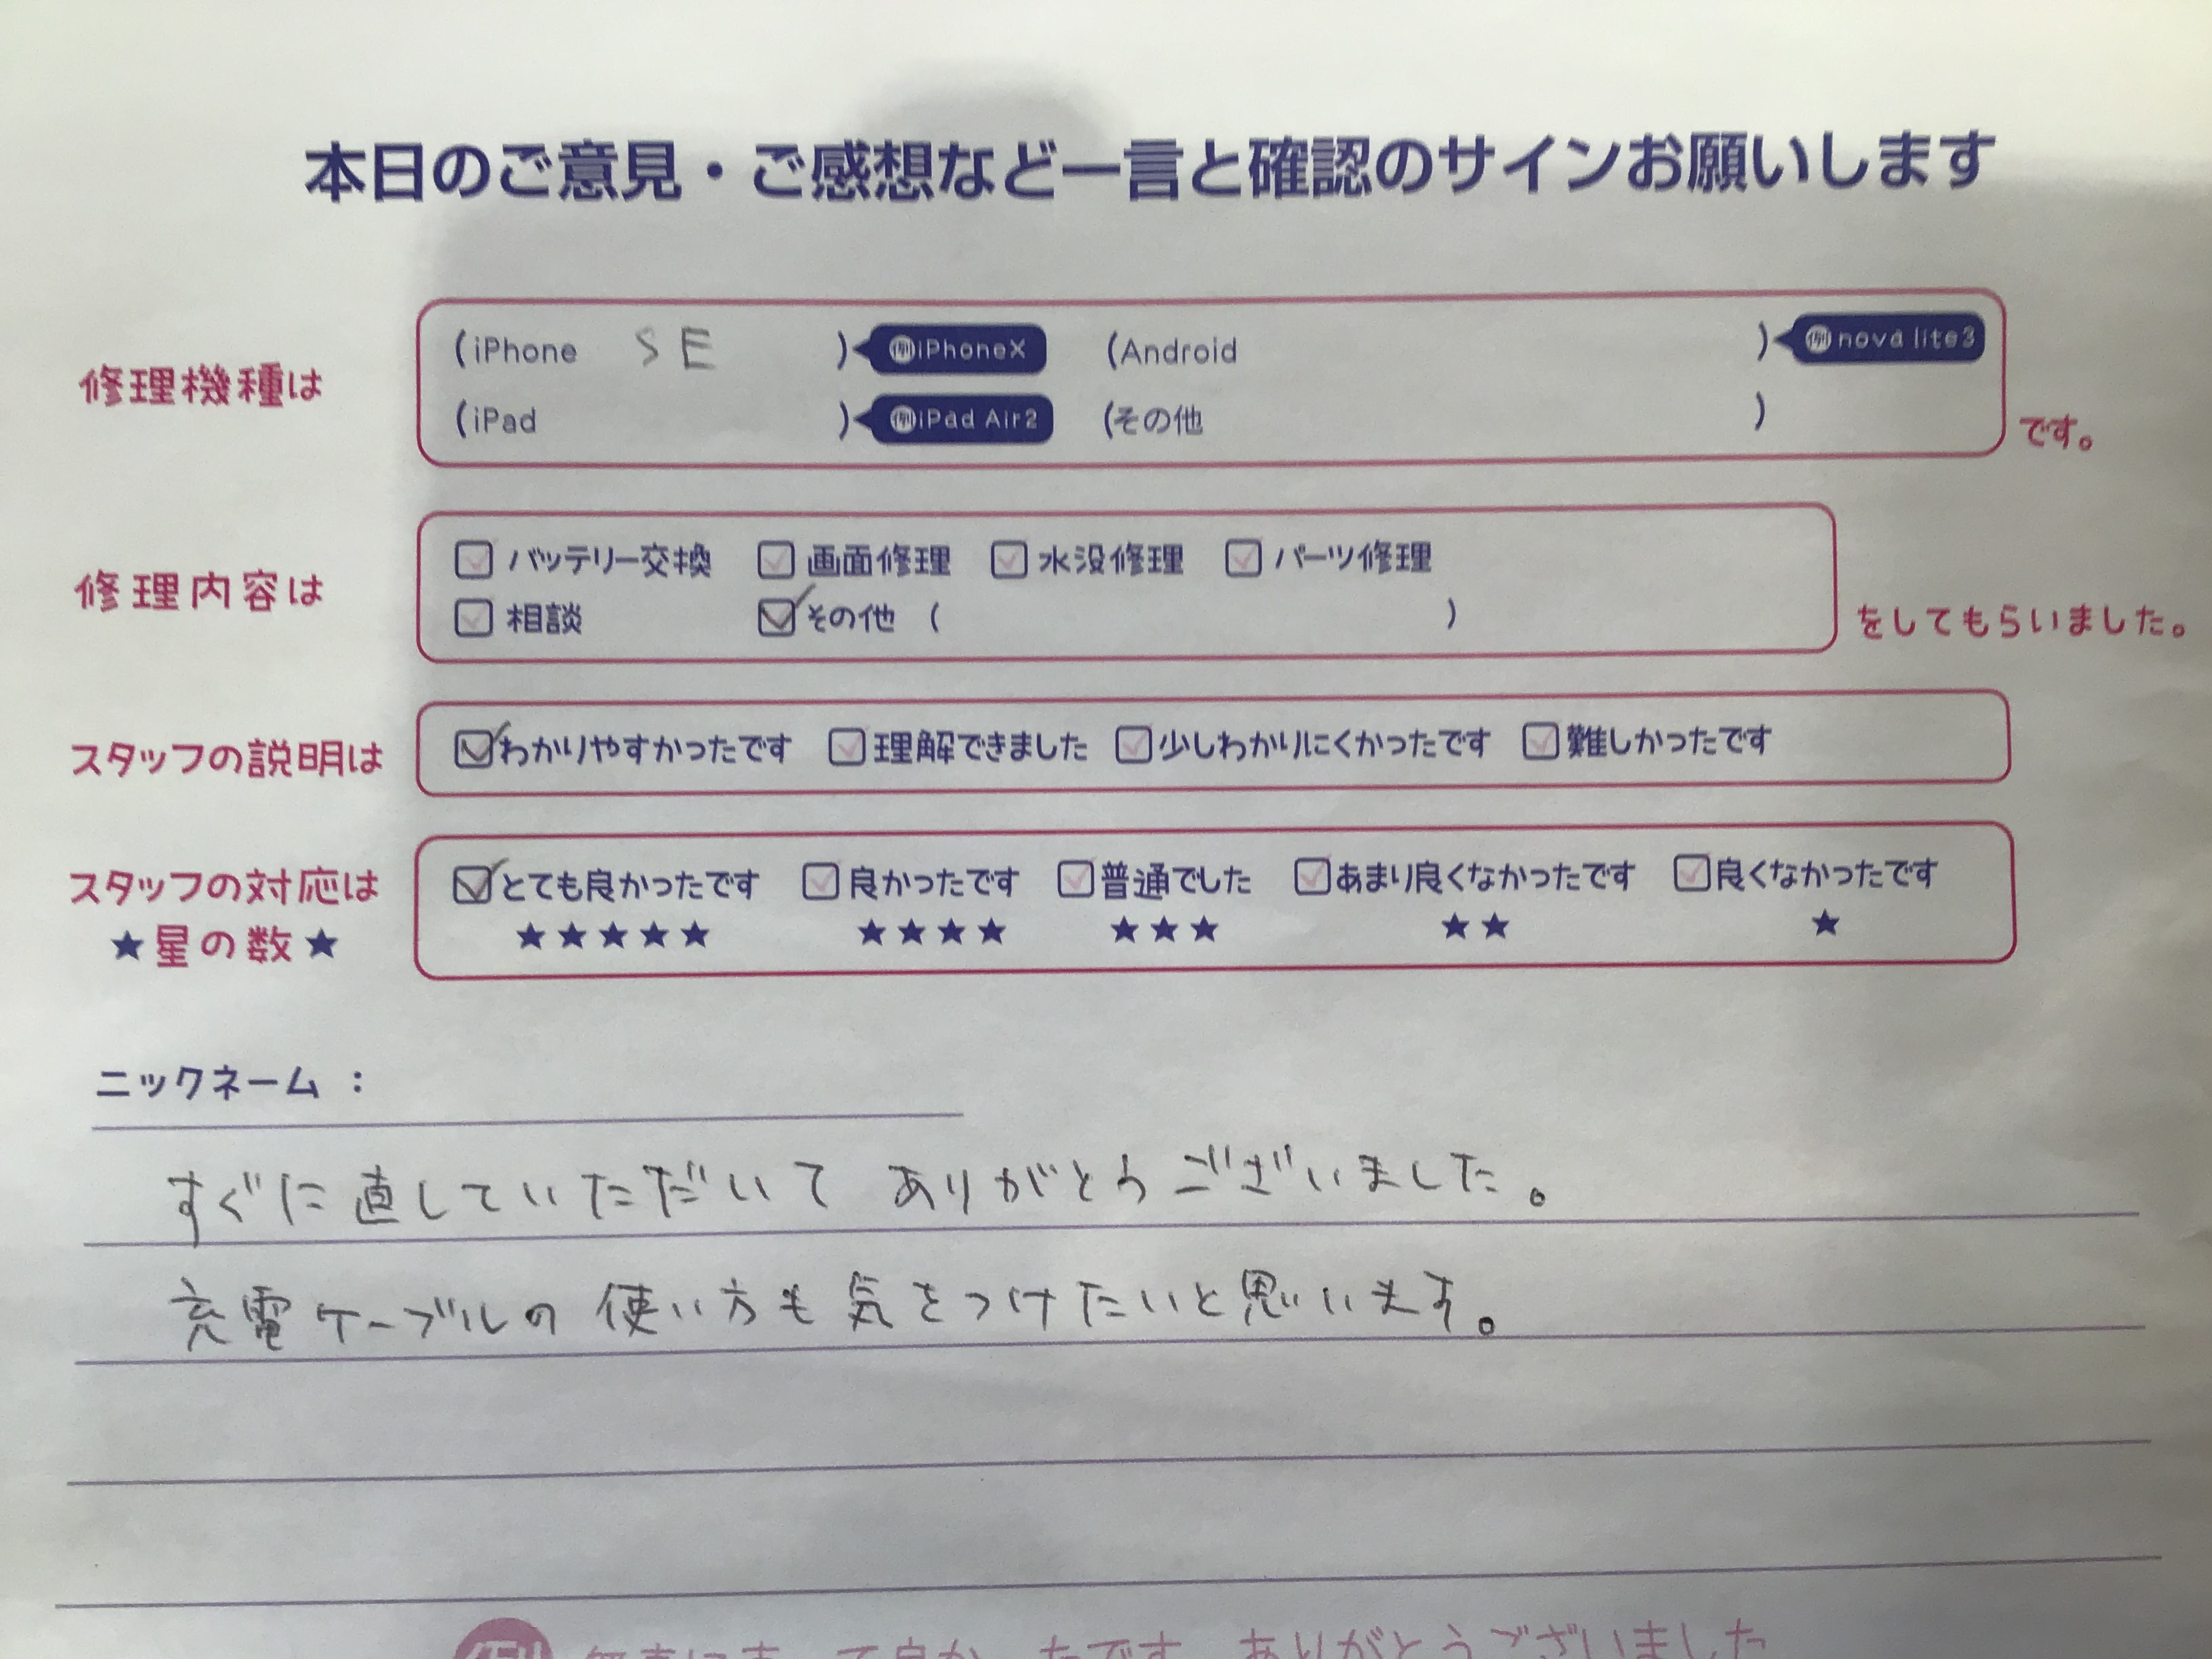 本日のご意見・ご感想など一言と確認のサインお願いします
修理機種は
(iPhone SE ) 例iPhoneX (Android ) 例nova lite3
(iPad ) 例iPad Air2 (その他 ) です。
修理内容は
バッテリー交換 画面修理 水没修理 パーツ修理
相談 その他 ( ) をしてもらいました。
スタッフの説明は わかりやすかったです 理解できました 少しわかりにくかったです 難しかったです
スタッフの対応は とても良かったです 良かったです 普通でした あまり良くなかったです 良くなかったです
★星の数★ ★★★★★ ★★★★ ★★★ ★★ ★
ニックネーム：
すぐに直していただいて ありがとうございました。
充電ケーブルの使い方も気をつけたいと思います。
例 ありがとうございました